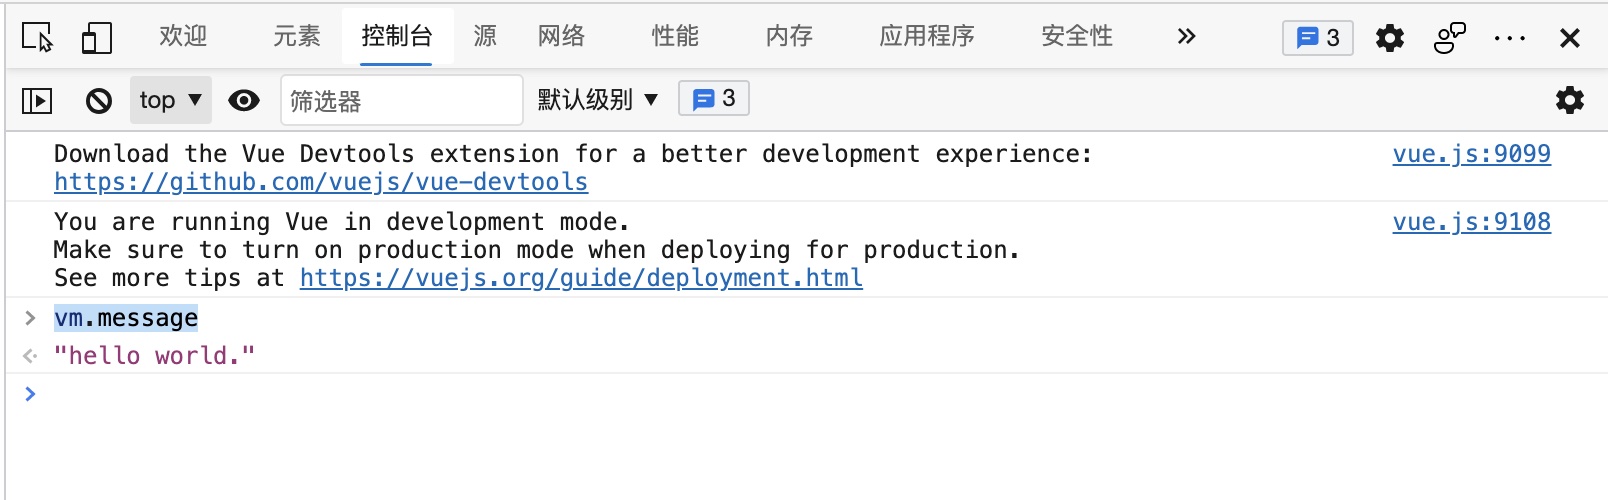 欢迎 元素 控制台 源 网络 性能 内存 应用程序 安全性 3
top 筛选器 默认级别 3
Download the Vue Devtools extension for a better development experience: vue.js:9099
https://github.com/vuejs/vue-devtools
You are running Vue in development mode. vue.js:9108
Make sure to turn on production mode when deploying for production.
See more tips at https://vuejs.org/guide/deployment.html
vm.message
"hello world."